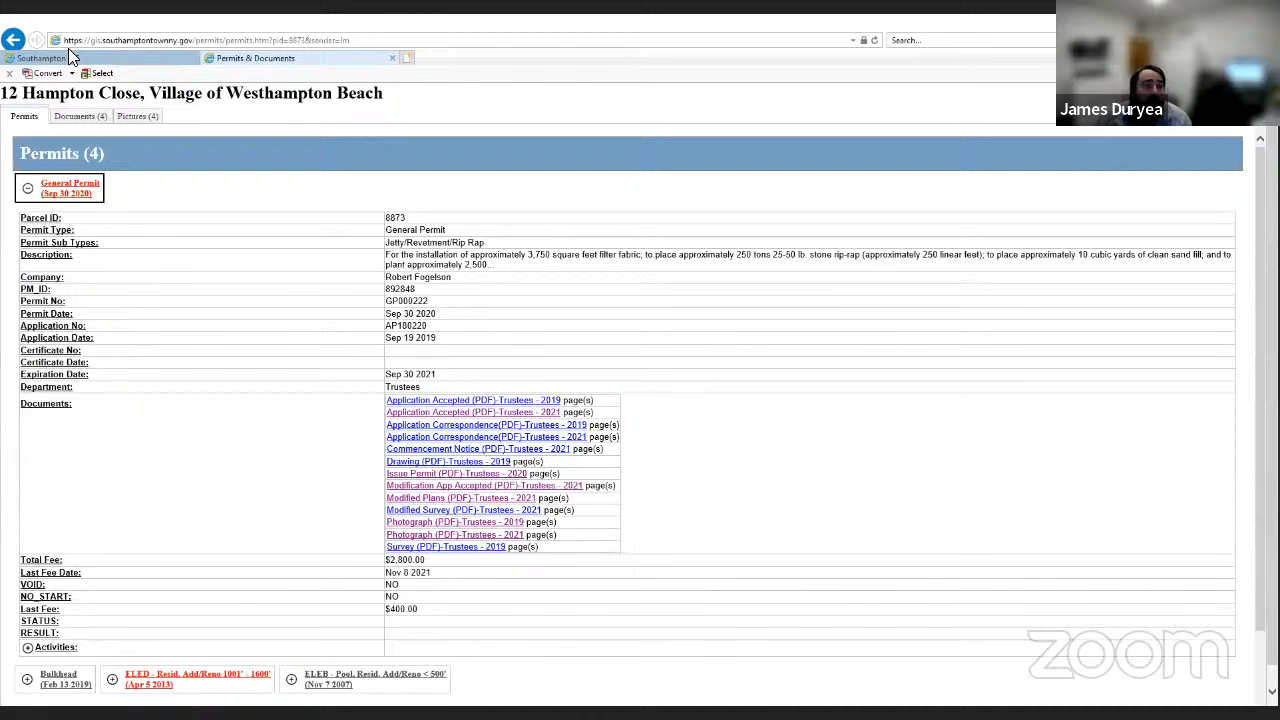 https://gis.southamptontownny.gov/permits/permits.htm?pid=8873&sender=lm
Search...
Southampton
Permits & Documents
Convert
Select
12 Hampton Close, Village of Westhampton Beach
James Duryea
Permits
Documents (4)
Pictures (4)
Permits (4)
General Permit
(Sep 30 2020)
Parcel ID: 8873
Permit Type: General Permit
Permit Sub Types: Jetty/Revetment/Rip Rap
Description: For the installation of approximately 3,750 square feet filter fabric; to place approximately 250 tons 25-50 lb. stone rip-rap (approximately 250 linear feet); to place approximately 10 cubic yards of clean sand fill; and to
plant approximately 2,500...
Company: Robert Fogelson
PM_ID: 892848
Permit No: GP000222
Permit Date: Sep 30 2020
Application No: AP180220
Application Date: Sep 19 2019
Certificate No:
Certificate Date:
Expiration Date: Sep 30 2021
Department: Trustees
Documents: Application Accepted (PDF)-Trustees - 2019 page(s)
Application Accepted (PDF)-Trustees - 2021 page(s)
Application Correspondence(PDF)-Trustees - 2019 page(s)
Application Correspondence(PDF)-Trustees - 2021 page(s)
Commencement Notice (PDF)-Trustees - 2021 page(s)
Drawing (PDF)-Trustees - 2019 page(s)
Issue Permit (PDF)-Trustees - 2020 page(s)
Modification App Accepted (PDF)-Trustees - 2021 page(s)
Modified Plans (PDF)-Trustees - 2021 page(s)
Modified Survey (PDF)-Trustees - 2021 page(s)
Photograph (PDF)-Trustees - 2019 page(s)
Photograph (PDF)-Trustees - 2021 page(s)
Survey (PDF)-Trustees - 2019 page(s)
Total Fee: $2,800.00
Last Fee Date: Nov 8 2021
VOID: NO
NO_START: NO
Last Fee: $400.00
STATUS:
RESULT:
Activities:
zoom
Bulkhead
(Feb 13 2019)
ELED - Resid. Add/Reno 1001' - 1600'
(Apr 5 2013)
ELEB - Pool, Resid. Add/Reno < 500'
(Nov 7 2007)